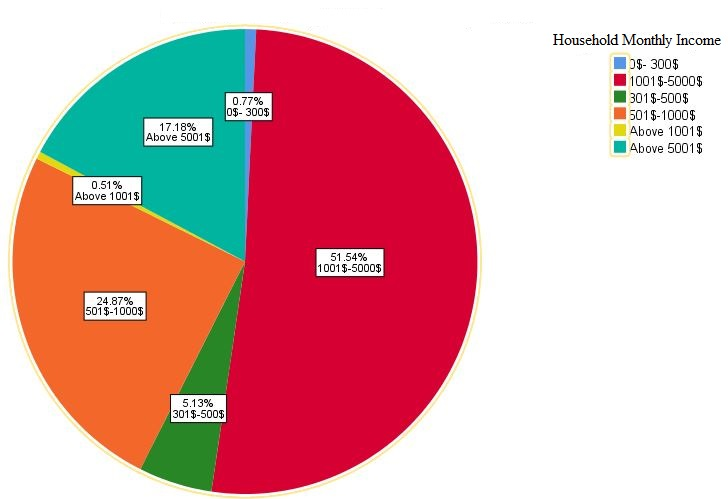 Household Monthly Income
0$- 300$
1001$-5000$
301$-500$
501$-1000$
Above 1001$
Above 5001$
0.77%
0$- 300$
17.18%
Above 5001$
0.51%
Above 1001$
51.54%
1001$-5000$
24.87%
501$-1000$
5.13%
301$-500$